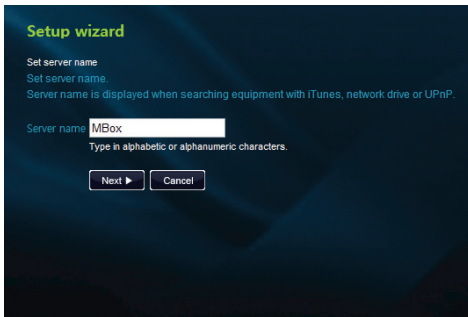 Setup wizard
Set server name
Set server name.
Server name is displayed when searching equipment with iTunes, network drive or UPnP.
Server name MBox
Type in alphabetic or alphanumeric characters.
Next ▶ Cancel